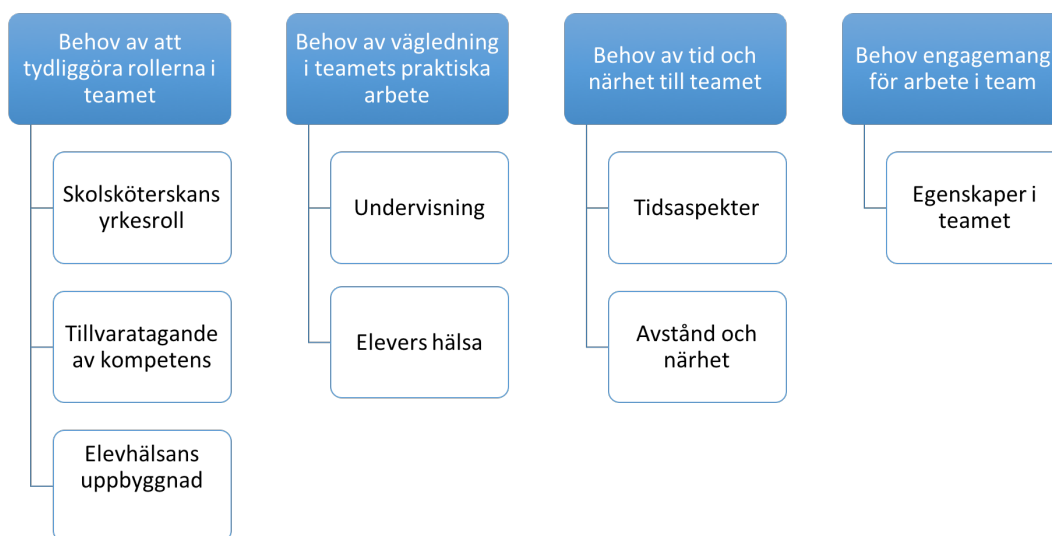 Behov av att
tydliggöra rollerna i
teamet
Skolsköterskans
yrkesroll
Tillvaratagande
av kompetens
Elevhälsans
uppbyggnad
Behov av vägledning
i teamets praktiska
arbete
Undervisning
Elevers hälsa
Behov av tid och
närhet till teamet
Tidsaspekter
Avstånd och
närhet
Behov engagemang
för arbete i team
Egenskaper i
teamet